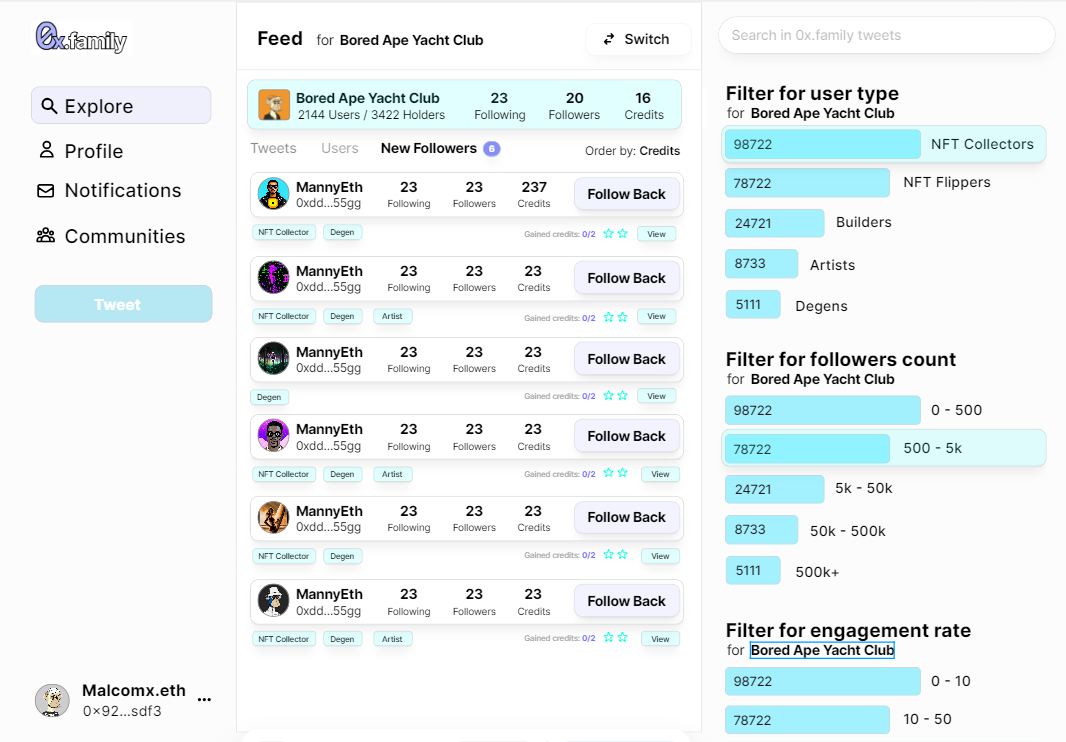 0x.family
Explore
Profile
Notifications
Communities
Tweet
Malcomx.eth
0x92...sdf3
...
Feed for Bored Ape Yacht Club
Switch
Bored Ape Yacht Club
2144 Users / 3422 Holders
23 20 16
Following Followers Credits
Tweets Users New Followers 6 Order by: Credits
MannyEth 23 23 237 Follow Back
0xdd...55gg Following Followers Credits
NFT Collector Degen Gained credits: 0/2 View
MannyEth 23 23 23 Follow Back
0xdd...55gg Following Followers Credits
NFT Collector Degen Artist Gained credits: 0/2 View
MannyEth 23 23 23 Follow Back
0xdd...55gg Following Followers Credits
Degen Gained credits: 0/2 View
MannyEth 23 23 23 Follow Back
0xdd...55gg Following Followers Credits
NFT Collector Degen Artist Gained credits: 0/2 View
MannyEth 23 23 23 Follow Back
0xdd...55gg Following Followers Credits
NFT Collector Degen Gained credits: 0/2 View
MannyEth 23 23 23 Follow Back
0xdd...55gg Following Followers Credits
NFT Collector Degen Artist Gained credits: 0/2 View
Search in 0x.family tweets
Filter for user type
for Bored Ape Yacht Club
98722 NFT Collectors
78722 NFT Flippers
24721 Builders
8733 Artists
5111 Degens
Filter for followers count
for Bored Ape Yacht Club
98722 0 - 500
78722 500 - 5k
24721 5k - 50k
8733 50k - 500k
5111 500k+
Filter for engagement rate
for Bored Ape Yacht Club
98722 0 - 10
78722 10 - 50